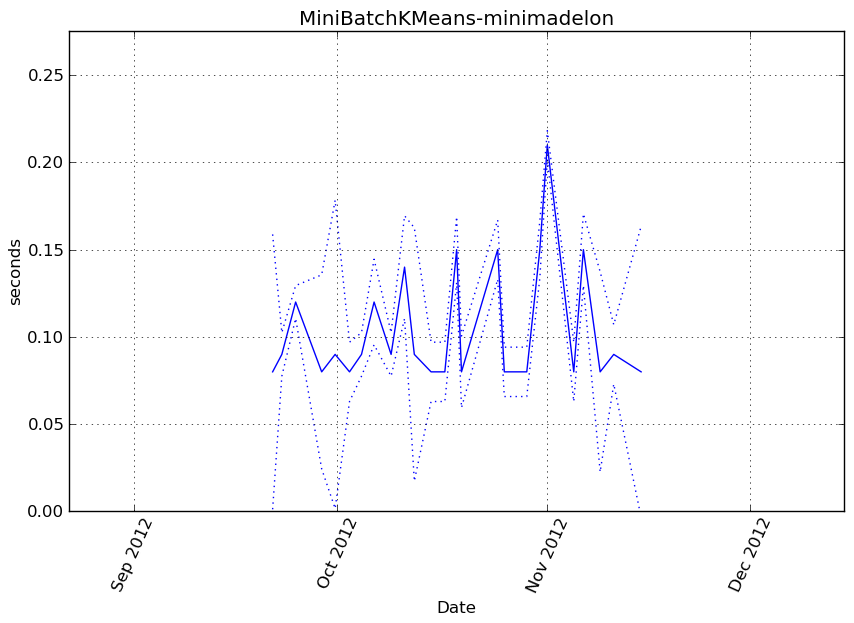 MiniBatchKMeans-minimadelon
0.25
0.20
0.15
0.10
0.05
0.00
seconds
Sep 2012
Oct 2012
Nov 2012
Dec 2012
Date